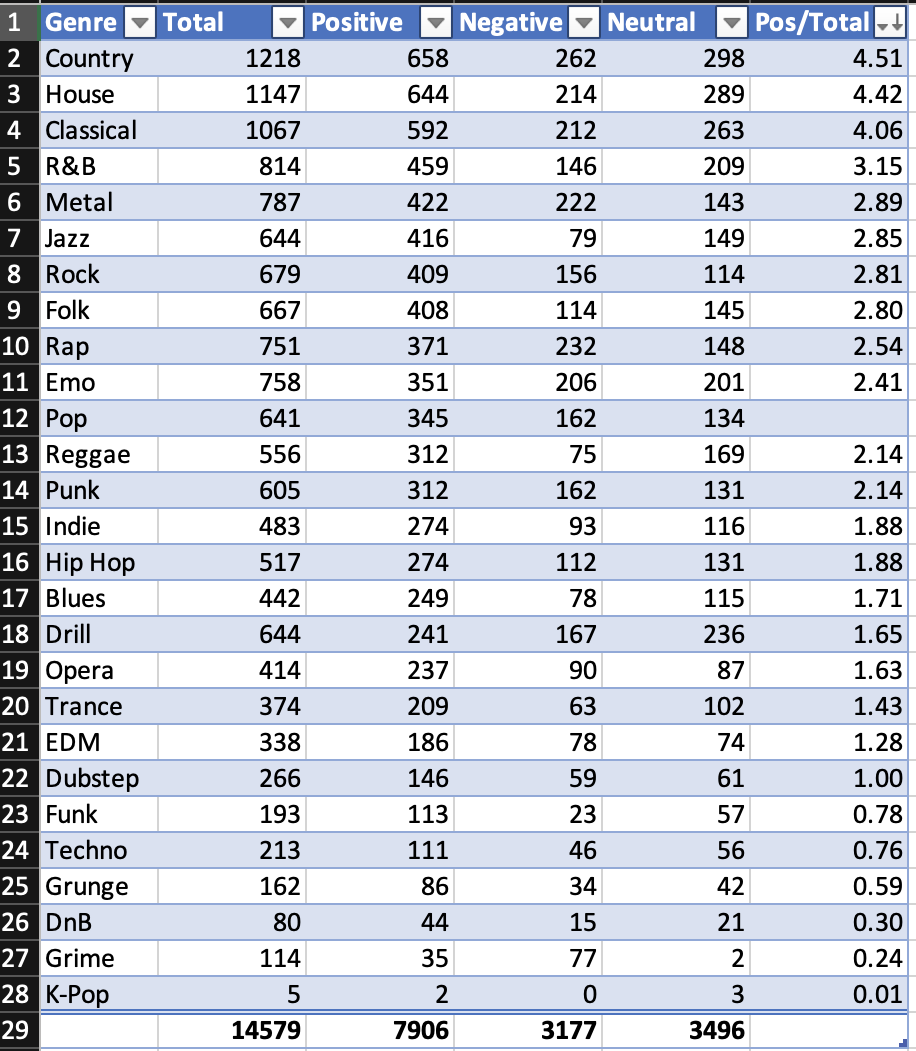 1 Genre Total Positive Negative Neutral Pos/Total
2 Country 1218 658 262 298 4.51
3 House 1147 644 214 289 4.42
4 Classical 1067 592 212 263 4.06
5 R&B 814 459 146 209 3.15
6 Metal 787 422 222 143 2.89
7 Jazz 644 416 79 149 2.85
8 Rock 679 409 156 114 2.81
9 Folk 667 408 114 145 2.80
10 Rap 751 371 232 148 2.54
11 Emo 758 351 206 201 2.41
12 Pop 641 345 162 134
13 Reggae 556 312 75 169 2.14
14 Punk 605 312 162 131 2.14
15 Indie 483 274 93 116 1.88
16 Hip Hop 517 274 112 131 1.88
17 Blues 442 249 78 115 1.71
18 Drill 644 241 167 236 1.65
19 Opera 414 237 90 87 1.63
20 Trance 374 209 63 102 1.43
21 EDM 338 186 78 74 1.28
22 Dubstep 266 146 59 61 1.00
23 Funk 193 113 23 57 0.78
24 Techno 213 111 46 56 0.76
25 Grunge 162 86 34 42 0.59
26 DnB 80 44 15 21 0.30
27 Grime 114 35 77 2 0.24
28 K-Pop 5 2 0 3 0.01
29 14579 7906 3177 3496